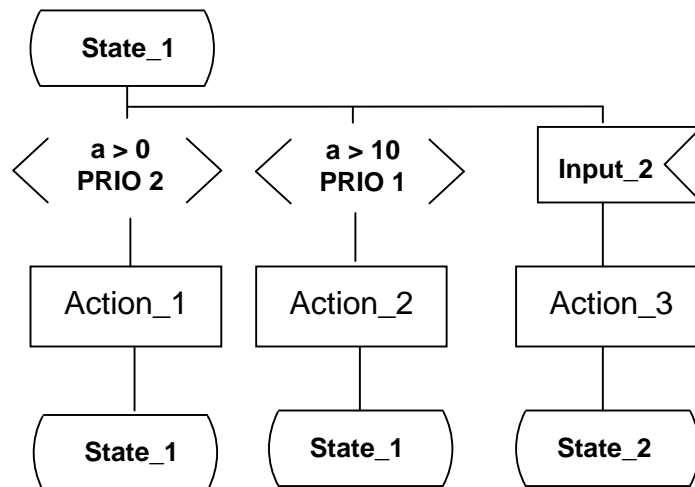 State_1
a > 0
PRIO 2
a > 10
PRIO 1
Input_2
Action_1
Action_2
Action_3
State_1
State_1
State_2